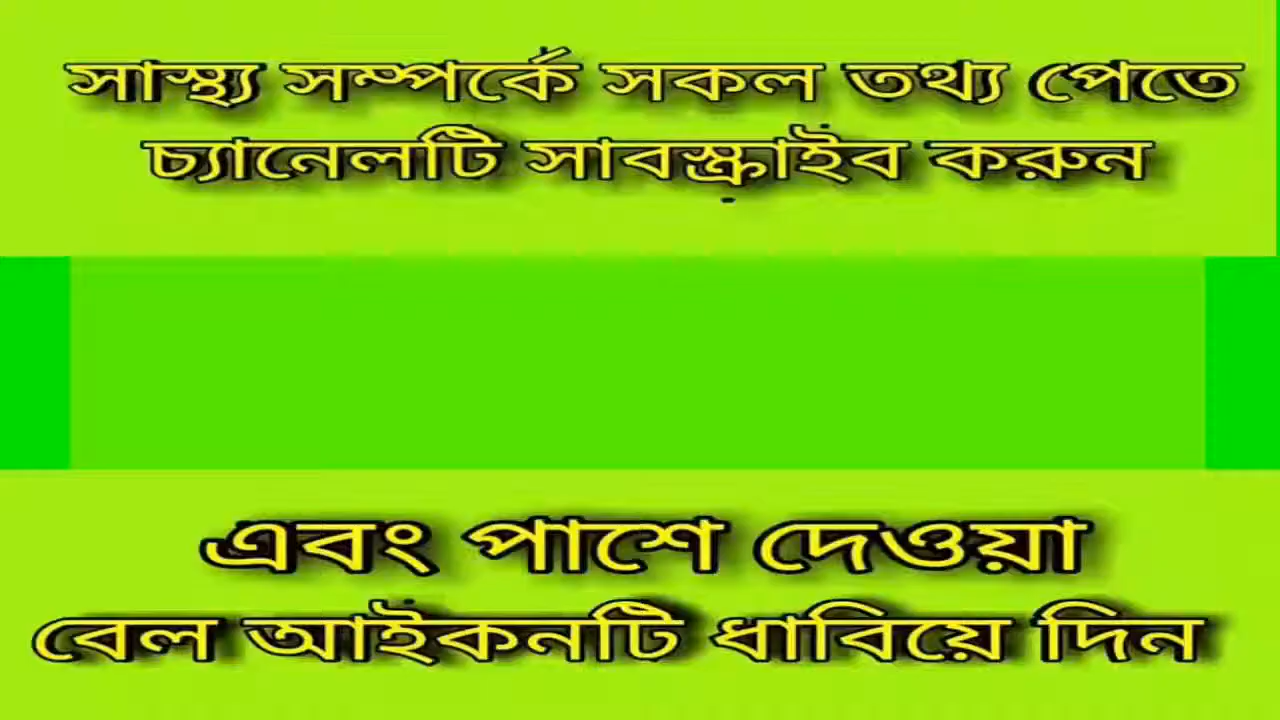 সাস্থ্য সম্পর্কে সকল তথ্য পেতে
চ্যানেলটি সাবস্ক্রাইব করুন
এবং পাশে দেওয়া
বেল আইকনটি ধাবিয়ে দিন